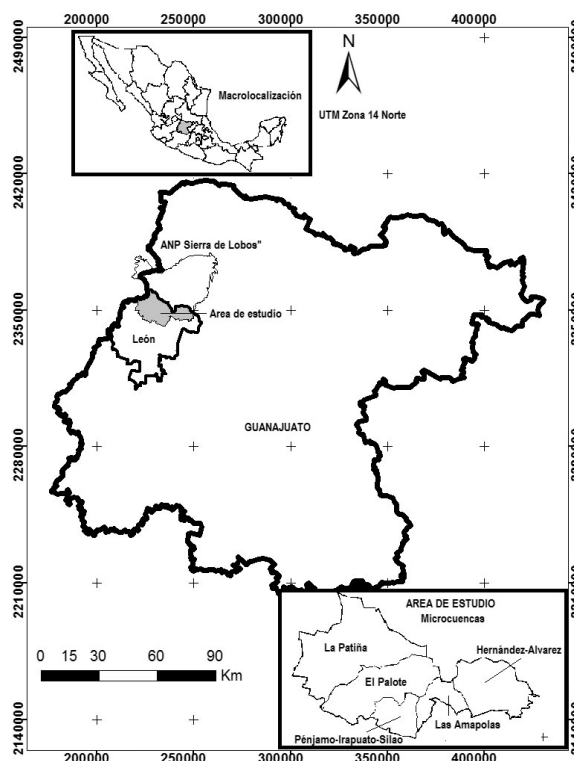 200000 250000 300000 350000 400000
2490000
2420000
2350000
2280000
2210000
2140000
Macrolocalización
N
UTM Zona 14 Norte
ANP Sierra de Lobos"
Area de estudio
León
GUANAJUATO
0 15 30 60 90
Km
AREA DE ESTUDIO
Microcuencas
La Patiña
Hernández-Alvarez
El Palote
Las Amapolas
Pénjamo-Irapuato-Silao
200000 250000 300000 350000 400000